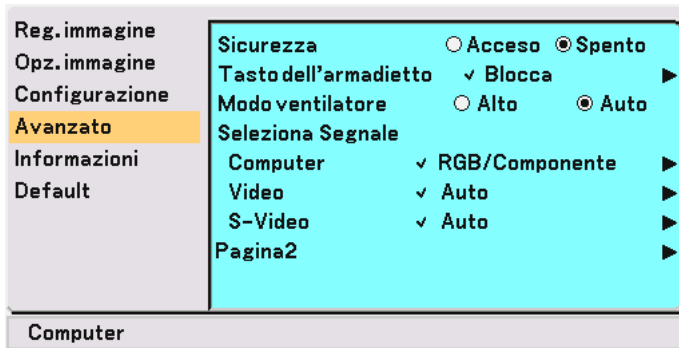 Reg.immagine
Opz.immagine
Configurazione
Avanzato
Informazioni
Default
Sicurezza Acceso Spento
Tasto dell'armadietto Blocca
Modo ventilatore Alto Auto
Seleziona Segnale
Computer RGB/Componente
Video Auto
S-Video Auto
Pagina2
Computer